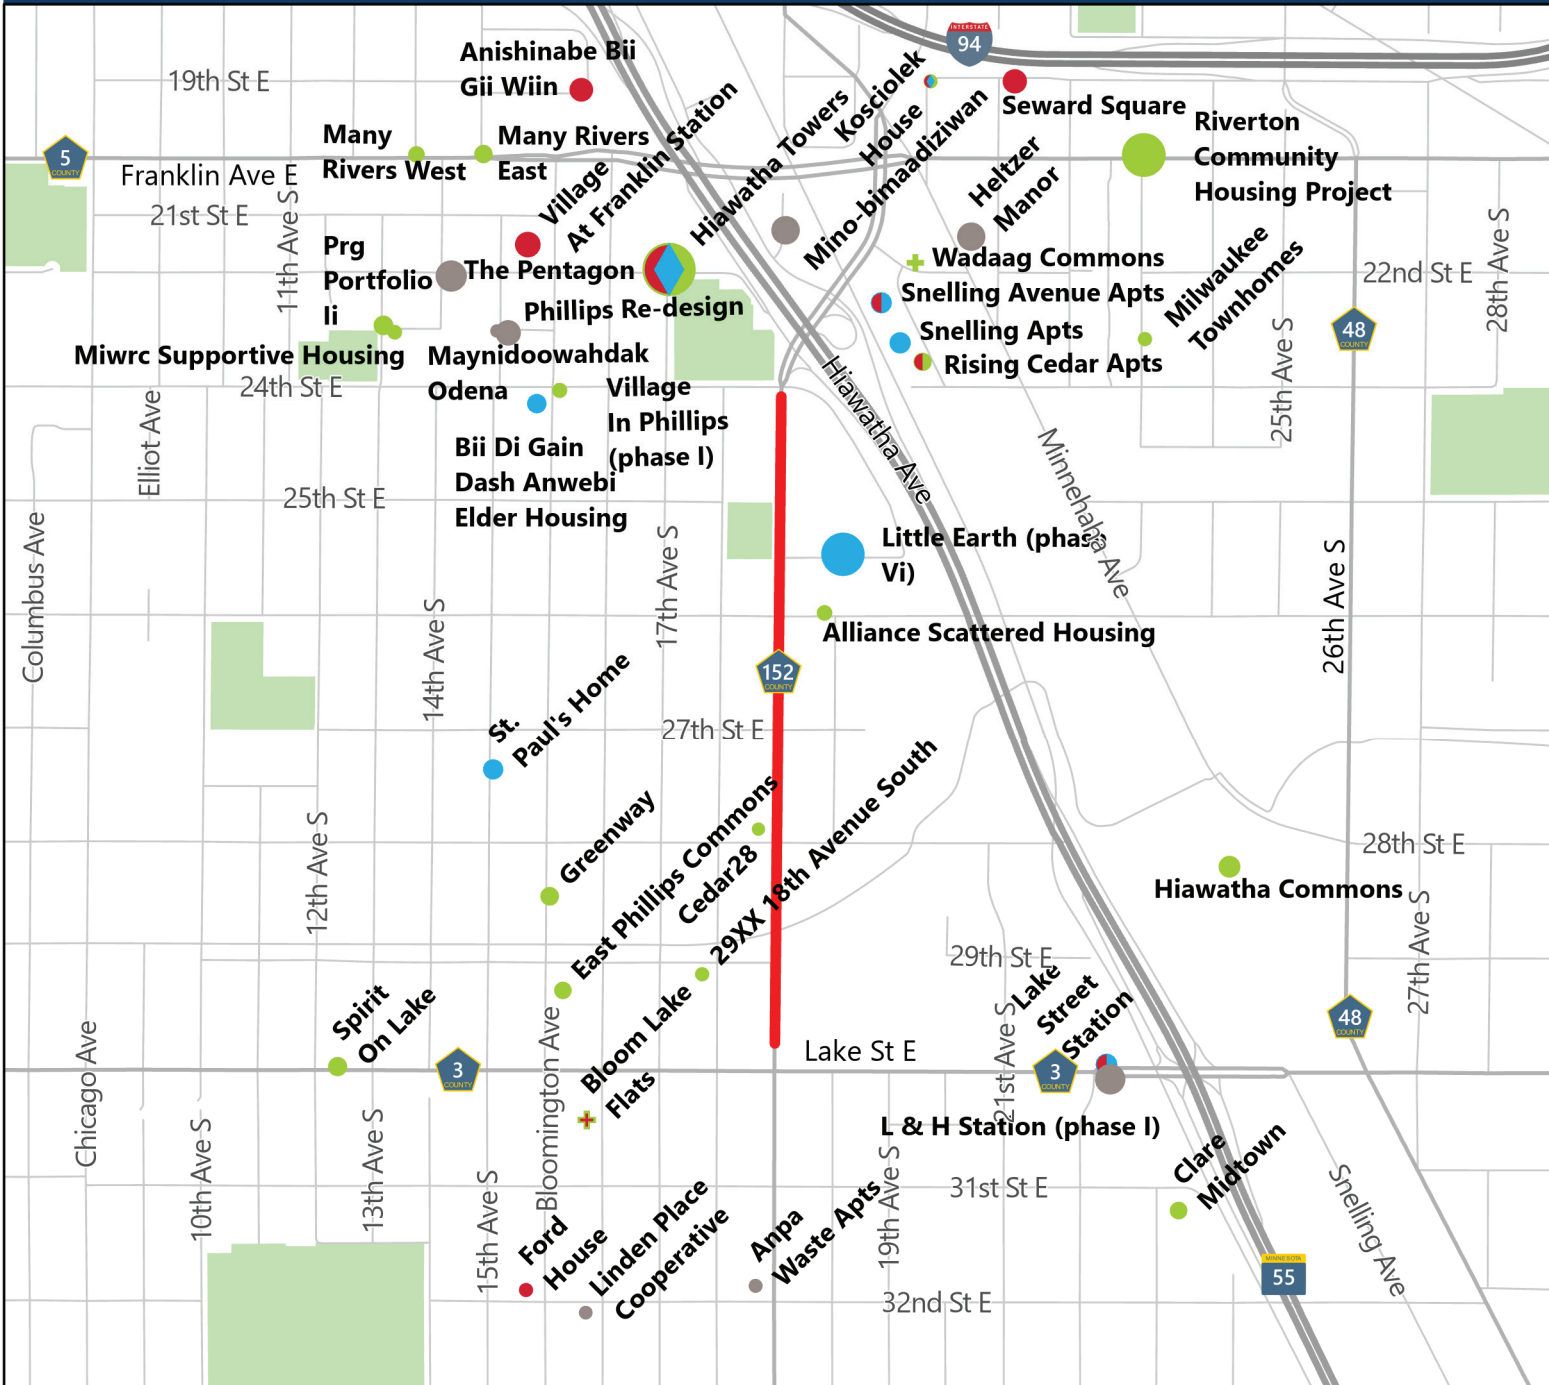 INTERSTATE
94
Anishinabe Bii
Gii Wiin
19th St E
Kosciolek
House
Seward Square
Many
Rivers West
Many Rivers
East
5
COUNTY
Franklin Ave E
21st St E
11th Ave S
Village
At Franklin Station
Hiawatha Towers
Mino-bimaadiziwan
Heltzer
Manor
Riverton
Community
Housing Project
Prg
Portfolio
Ii
The Pentagon
Phillips Re-design
Wadaag Commons
Snelling Avenue Apts
Snelling Apts
Rising Cedar Apts
Milwaukee
Townhomes
22nd St E
28th Ave S
48
COUNTY
25th Ave S
Miwrc Supportive Housing
Maynidoowahdak
Odena
24th St E
Village
In Phillips
(phase I)
Elliot Ave
Bii Di Gain
Dash Anwebi
Elder Housing
25th St E
Hiawatha Ave
Minnehaha Ave
Columbus Ave
17th Ave S
Little Earth (phase
Vi)
Alliance Scattered Housing
26th Ave S
14th Ave S
152
COUNTY
St.
Paul's Home
27th St E
Greenway
East Phillips Commons
Cedar28
29XX 18th Avenue South
12th Ave S
28th St E
Hiawatha Commons
27th Ave S
29th St E
Lake
Street
Station
Spirit
On Lake
Bloom Lake
Flats
48
COUNTY
3
COUNTY
Lake St E
3
COUNTY
21st Ave S
Chicago Ave
10th Ave S
13th Ave S
15th Ave S
Bloomington Ave
L & H Station (phase I)
19th Ave S
31st St E
Clare
Midtown
Snelling Ave
Ford
House
Linden Place
Cooperative
Anpa
Waste Apts
32nd St E
MINNESOTA
55